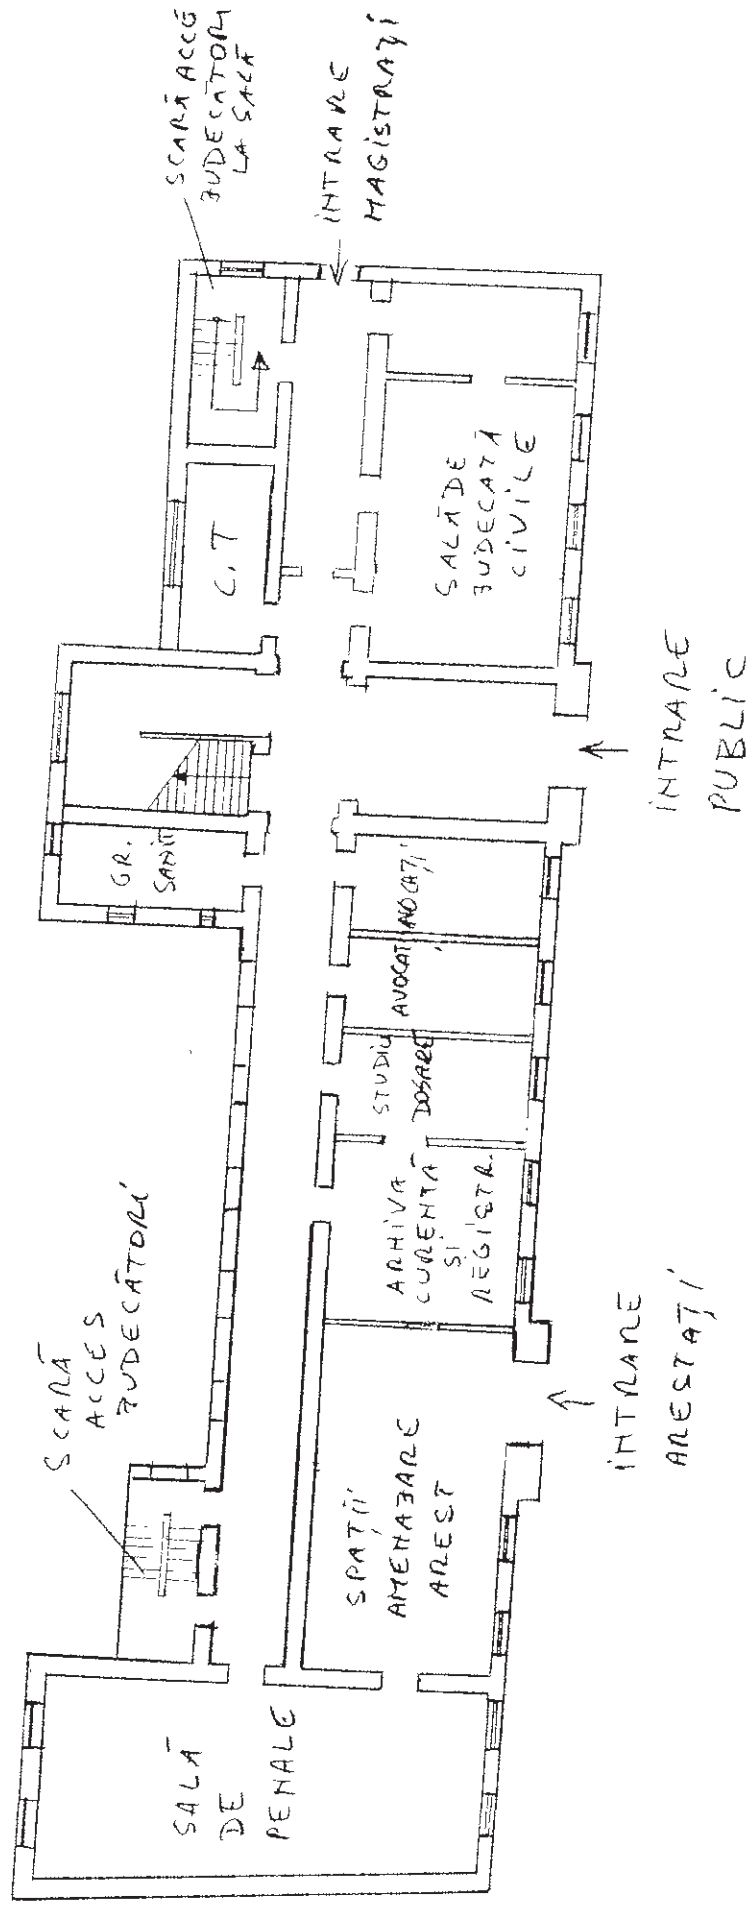 SCARĂ ACCE
JUDECĂTORI
LA SALĂ
INTRARE
MAGISTRAȚI
C.T
SALĂ DE
JUDECATĂ
CIVILE
INTRARE
PUBLIC
GR.
SANIT
AVOCAȚI
AVOCAȚI
STUDIU
DOSARE
ARHIVA
CURENTĂ
ȘI
REGISTR.
SCARĂ
ACCES
JUDECĂTORI
INTRARE
ARESTAȚI
SPAȚII
AMENAJARE
AREST
SALĂ
DE
PENALE